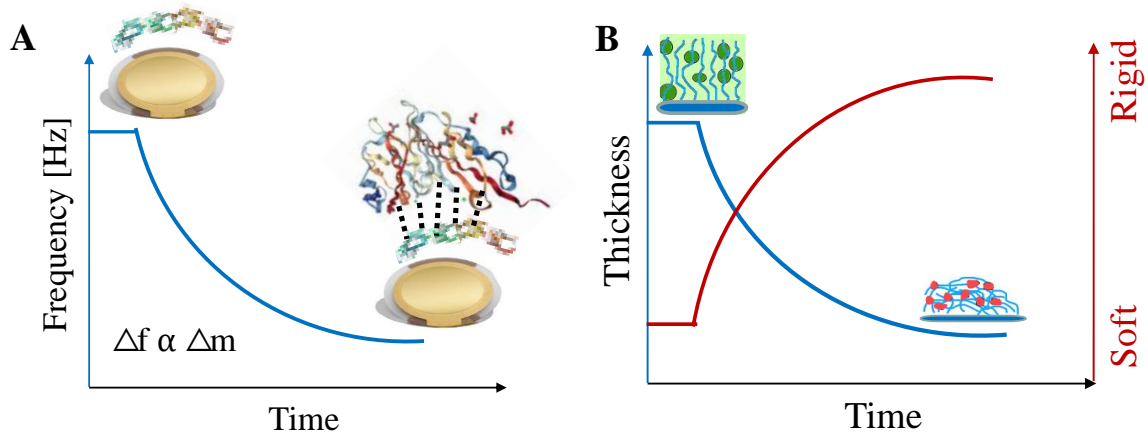 A
Frequency [Hz]
△f α △m
Time
B
Thickness
Rigid
Soft
Time